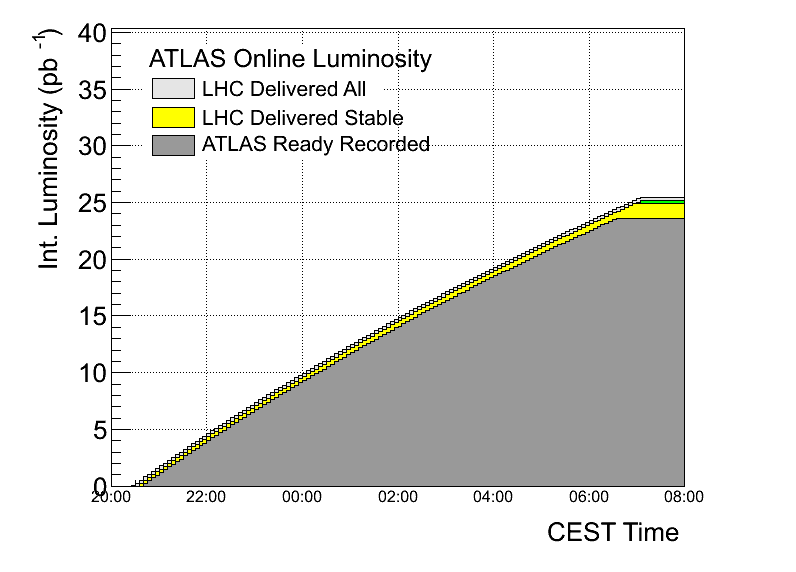 ATLAS Online Luminosity
LHC Delivered All
LHC Delivered Stable
ATLAS Ready Recorded
Int. Luminosity (pb -1)
40
35
30
25
20
15
10
5
0
20:00 22:00 00:00 02:00 04:00 06:00 08:00
CEST Time